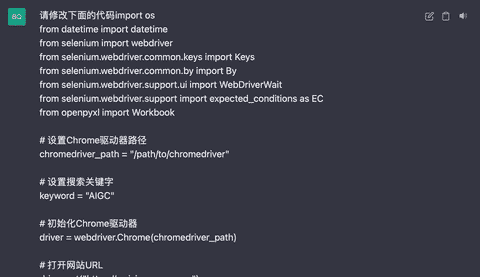 请修改下面的代码import os
from datetime import datetime
from selenium import webdriver
from selenium.webdriver.common.keys import Keys
from selenium.webdriver.common.by import By
from selenium.webdriver.support.ui import WebDriverWait
from selenium.webdriver.support import expected_conditions as EC
from openpyxl import Workbook
# 设置Chrome驱动器路径
chromedriver_path = "/path/to/chromedriver"
# 设置搜索关键字
keyword = "AIGC"
# 初始化Chrome驱动器
driver = webdriver.Chrome(chromedriver_path)
# 打开网站URL